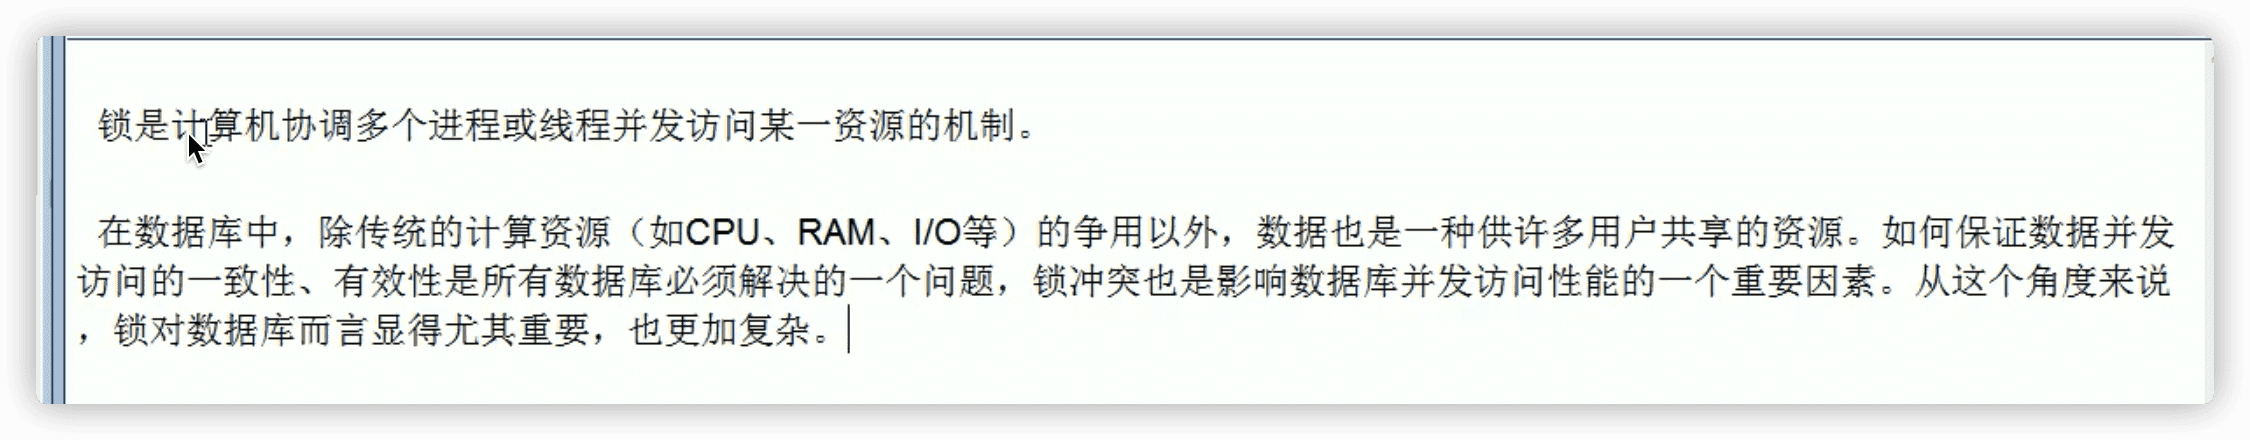 锁是计算机协调多个进程或线程并发访问某一资源的机制。
在数据库中，除传统的计算资源（如CPU、RAM、I/O等）的争用以外，数据也是一种供许多用户共享的资源。如何保证数据并发
访问的一致性、有效性是所有数据库必须解决的一个问题，锁冲突也是影响数据库并发访问性能的一个重要因素。从这个角度来说
，锁对数据库而言显得尤其重要，也更加复杂。